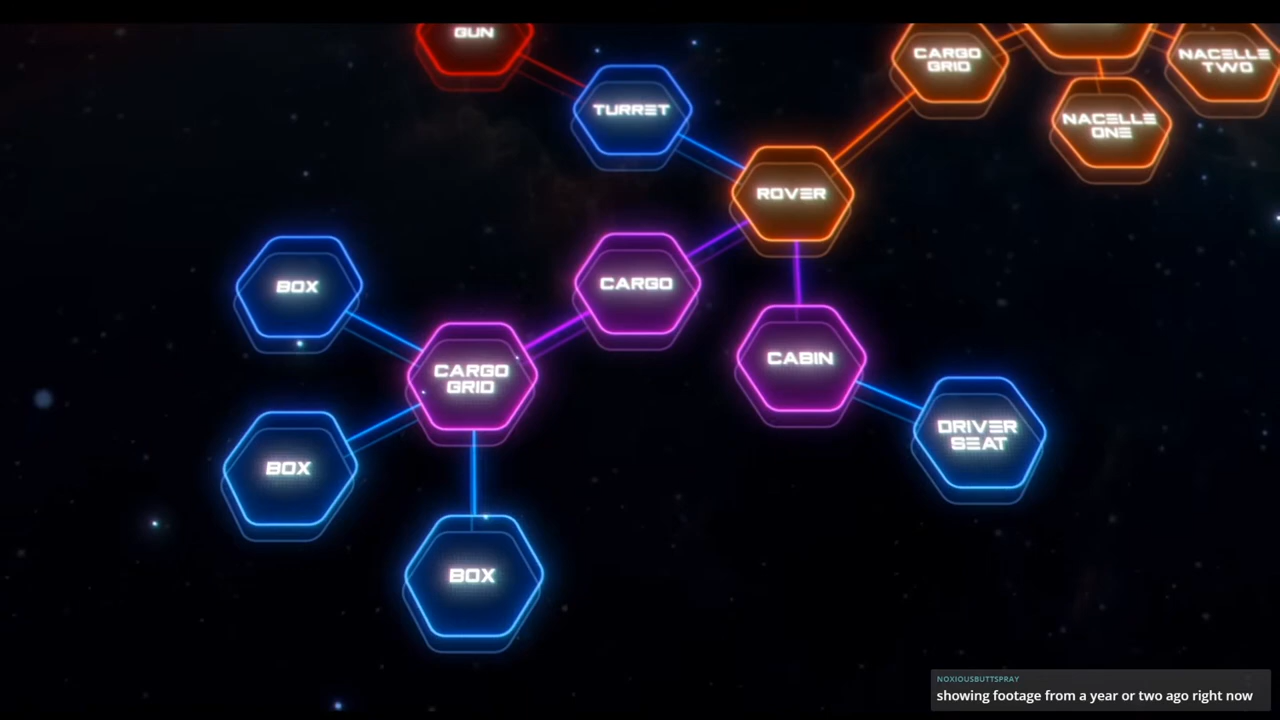 GUN
CARGO
GRID
NACELLE
TWO
TURRET
NACELLE
ONE
ROVER
BOX
CARGO
CARGO
GRID
CABIN
DRIVER
SEAT
BOX
BOX
NOXIOUSBUTTSPRAY
showing footage from a year or two ago right now